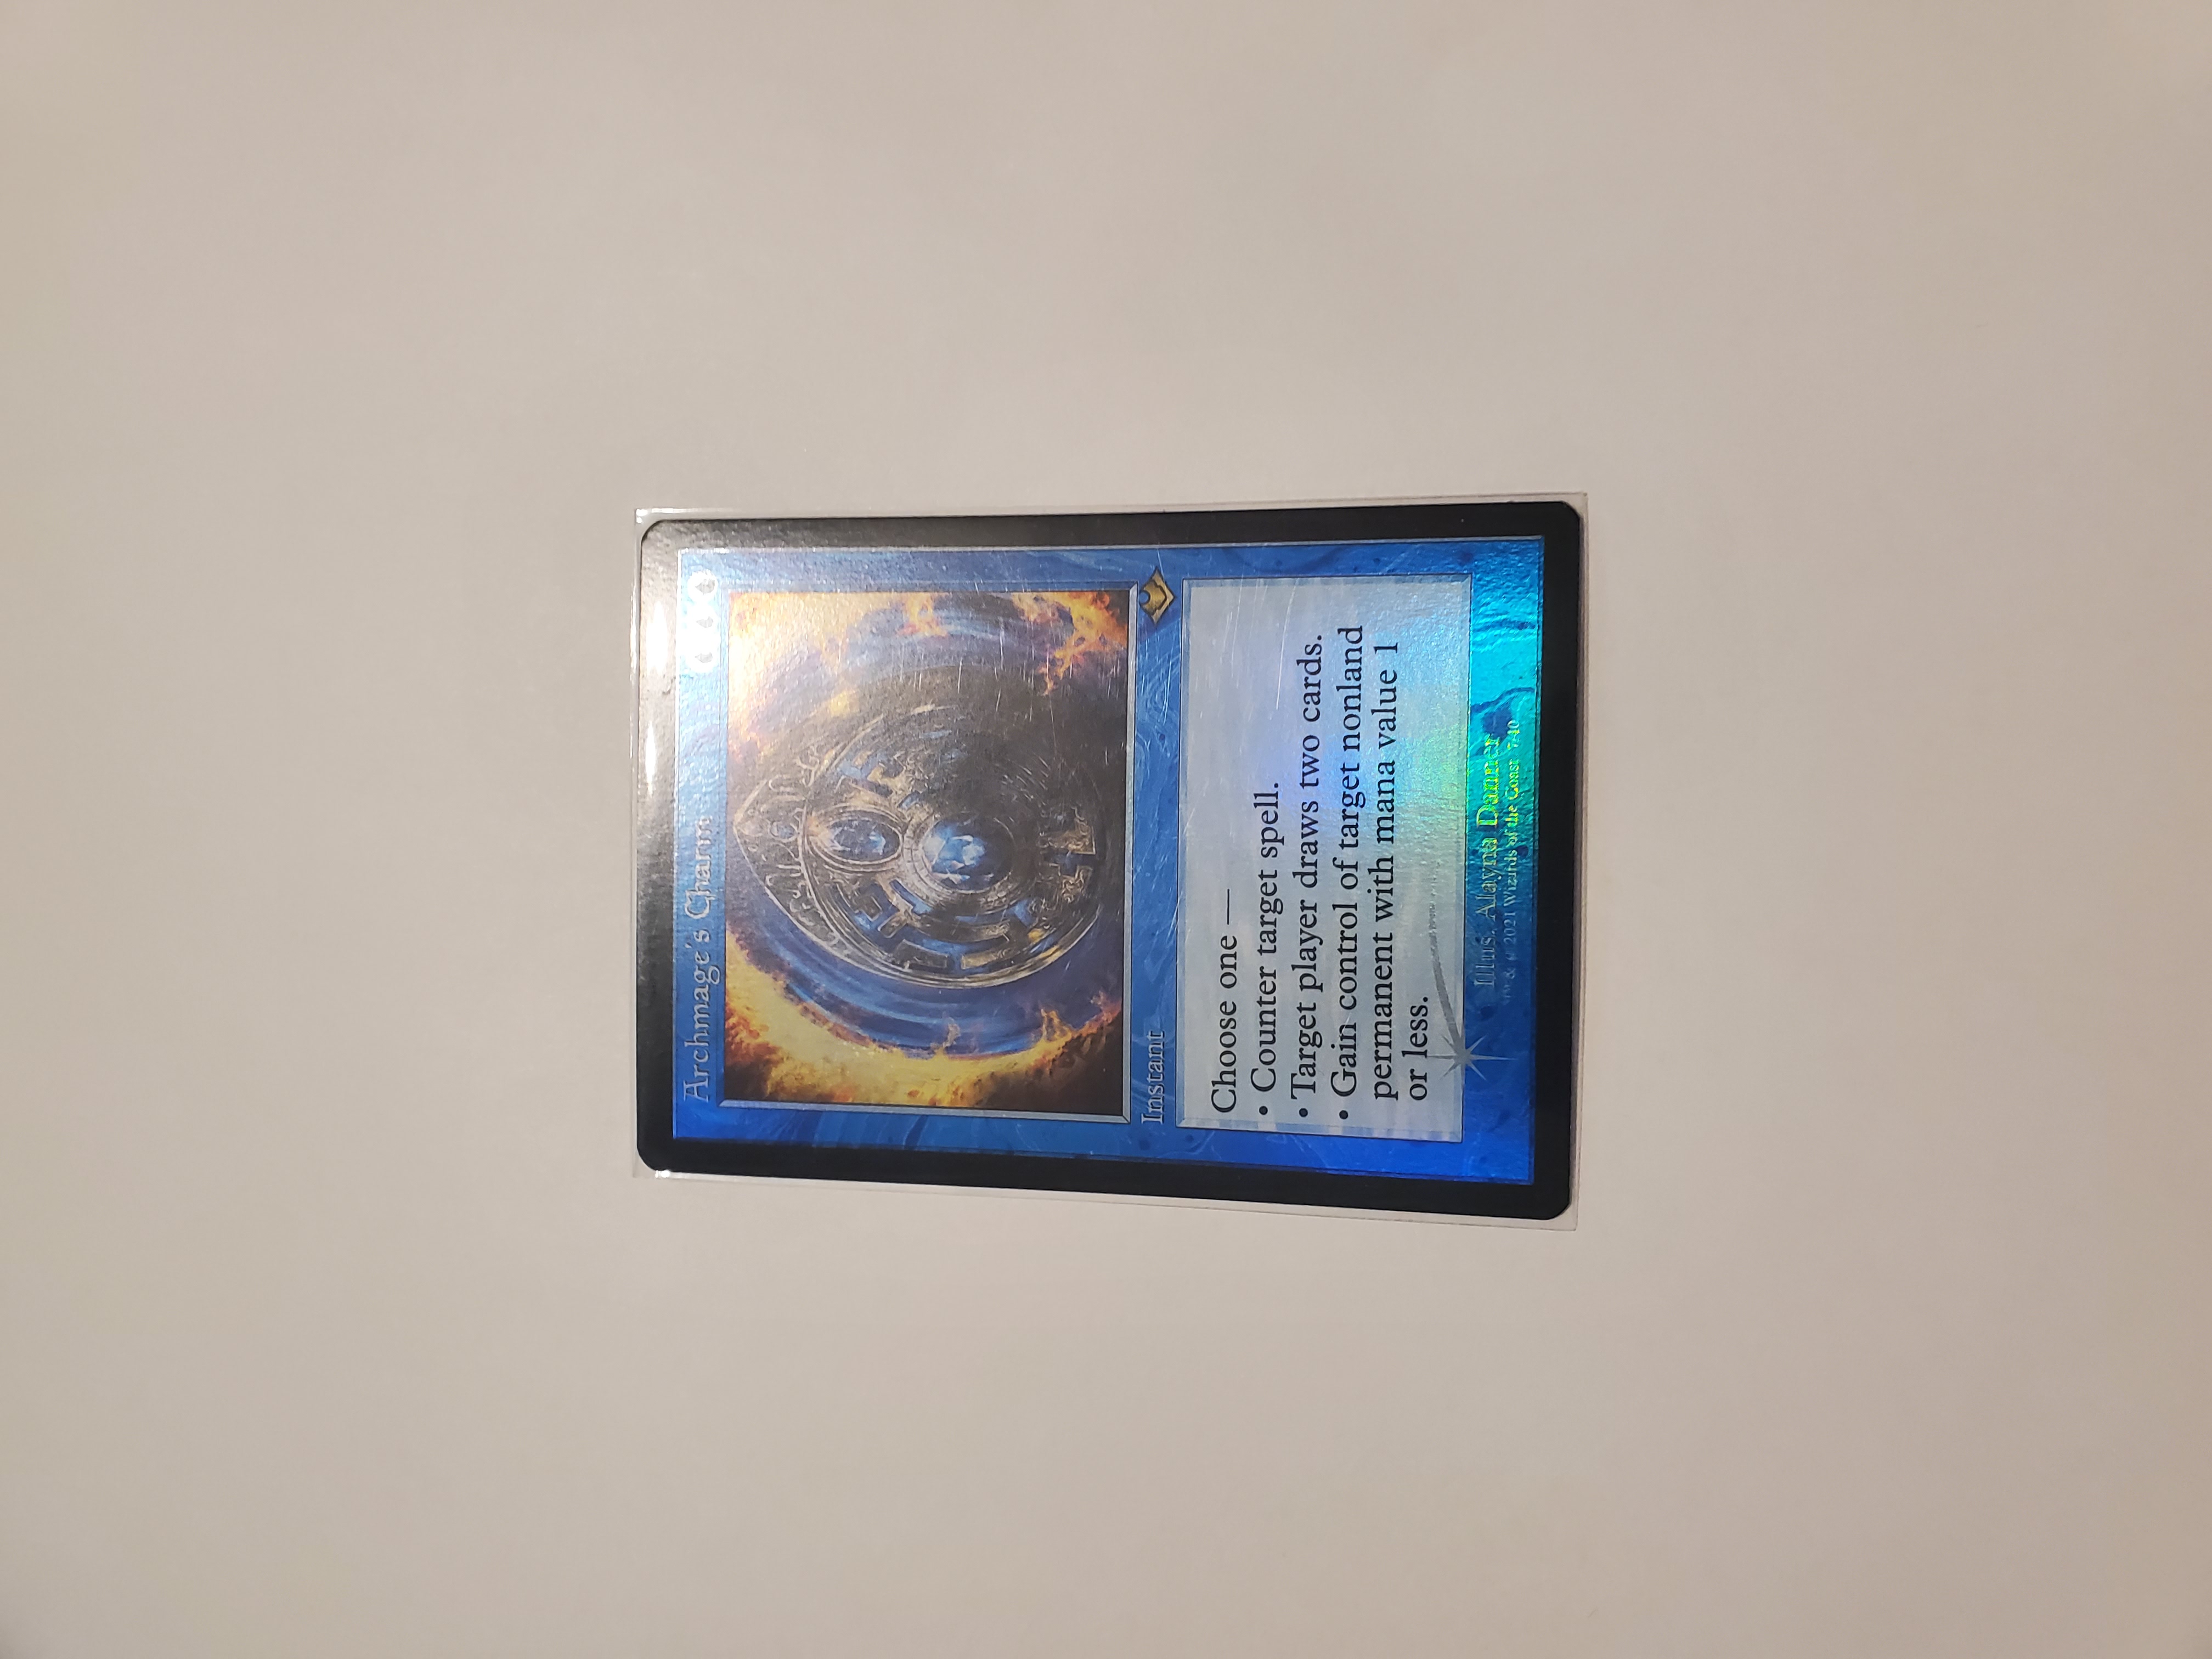 Archmage's Charm
Instant
Choose one —
• Counter target spell.
• Target player draws two cards.
• Gain control of target nonland
permanent with mana value 1
or less.
Illus. Alayna Danner
™ & © 2021 Wizards of the Coast 7/40